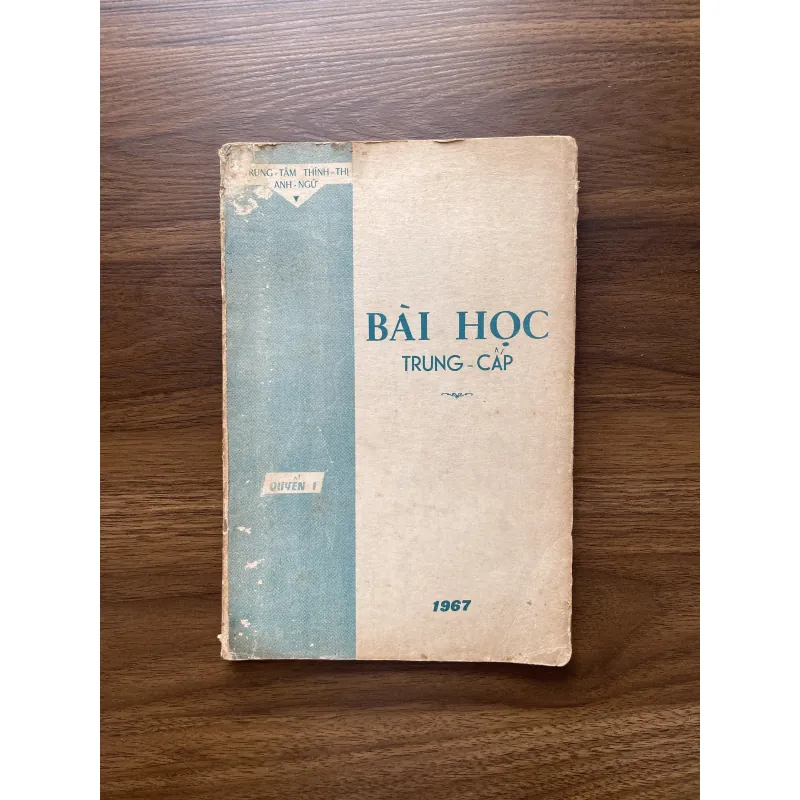 RUNG - TÂM THÍNH - THỊ
ANH - NGỮ
BÀI HỌC
TRUNG - CẤP
QUYỂN I
1967